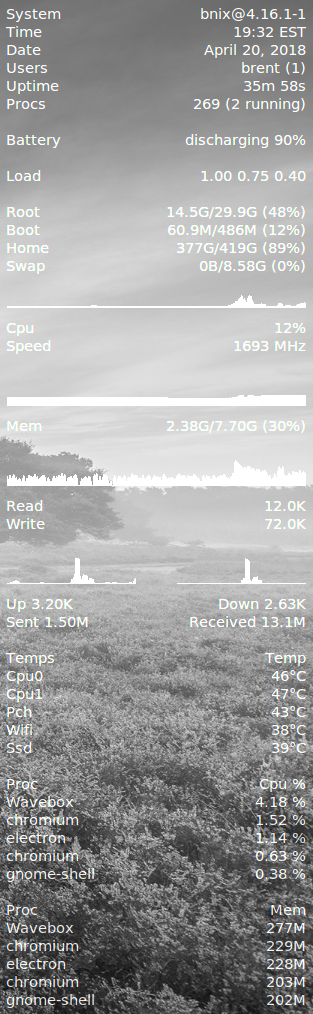 System bnix@4.16.1-1
Time 19:32 EST
Date April 20, 2018
Users brent (1)
Uptime 35m 58s
Procs 269 (2 running)
Battery discharging 90%
Load 1.00 0.75 0.40
Root 14.5G/29.9G (48%)
Boot 60.9M/486M (12%)
Home 377G/419G (89%)
Swap 0B/8.58G (0%)
Cpu 12%
Speed 1693 MHz
Mem 2.38G/7.70G (30%)
Read 12.0K
Write 72.0K
Up 3.20K Down 2.63K
Sent 1.50M Received 13.1M
Temps Temp
Cpu0 46°C
Cpu1 47°C
Pch 43°C
Wifi 38°C
Ssd 39°C
Proc Cpu %
Wavebox 4.18 %
chromium 1.52 %
electron 1.14 %
chromium 0.63 %
gnome-shell 0.38 %
Proc Mem
Wavebox 277M
chromium 229M
electron 228M
chromium 203M
gnome-shell 202M